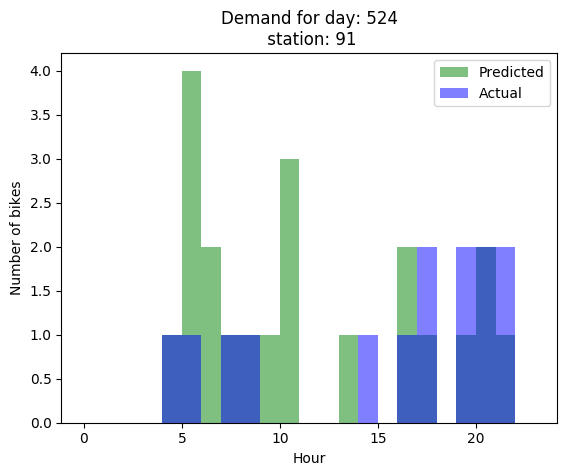 Demand for day: 524
station: 91
Predicted
Actual
4.0
3.5
3.0
2.5
2.0
1.5
1.0
0.5
0.0
Number of bikes
0 5 10 15 20
Hour